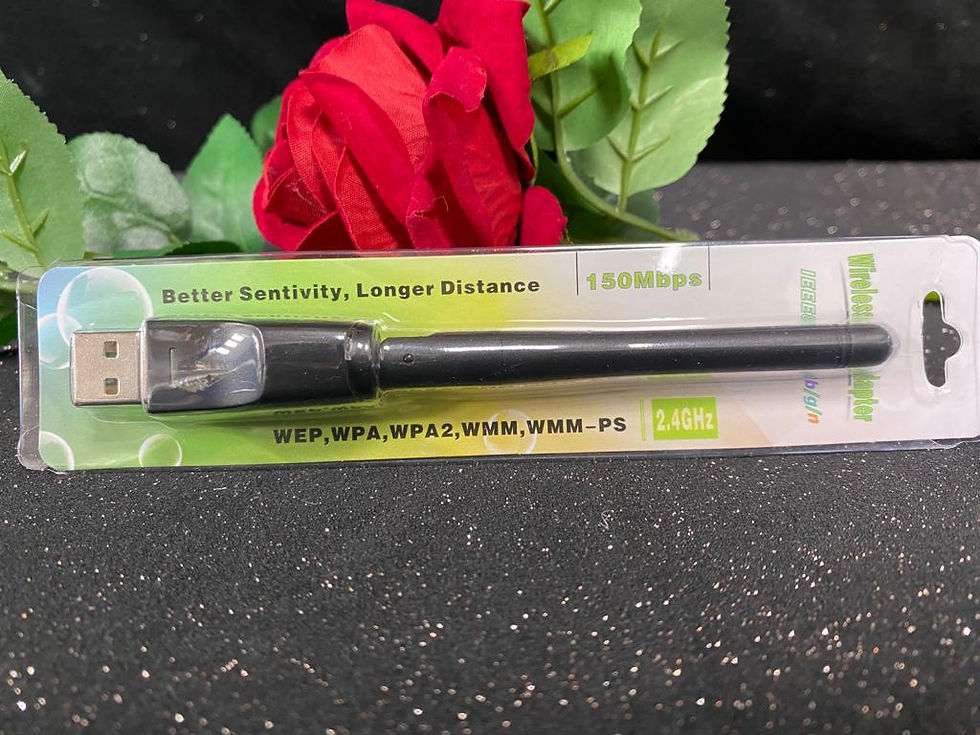 Better Sentivity, Longer Distance
150Mbps
Wireless
b/g/n
WEP,WPA,WPA2,WMM,WMM-PS
2.4GHz